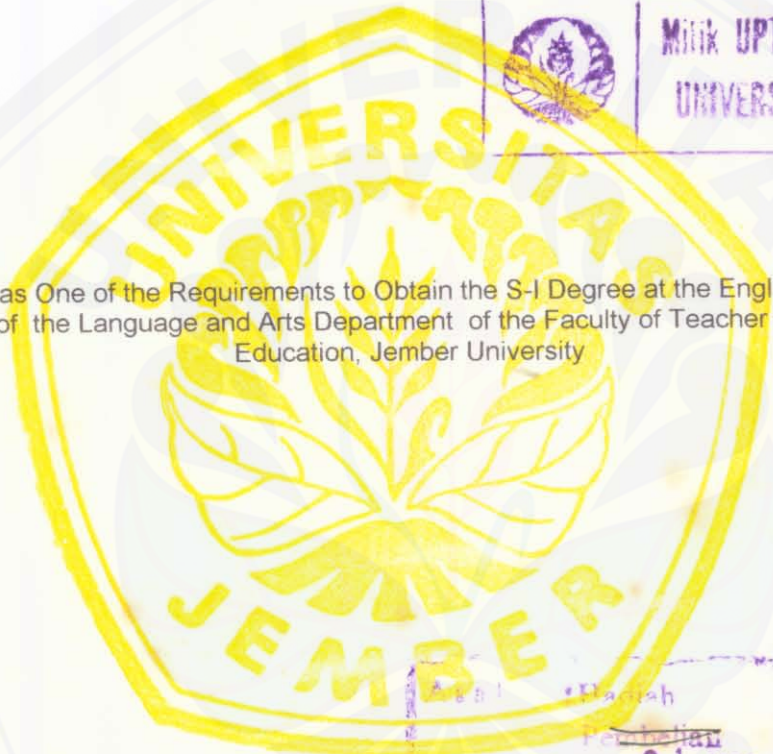 Milik UPT
UNIVERS
UNIVERSITAS
as One of the Requirements to Obtain the S-I Degree at the Engl
of the Language and Arts Department of the Faculty of Teacher
Education, Jember University
JEMBER
Asal
Hadiah
Pembelian